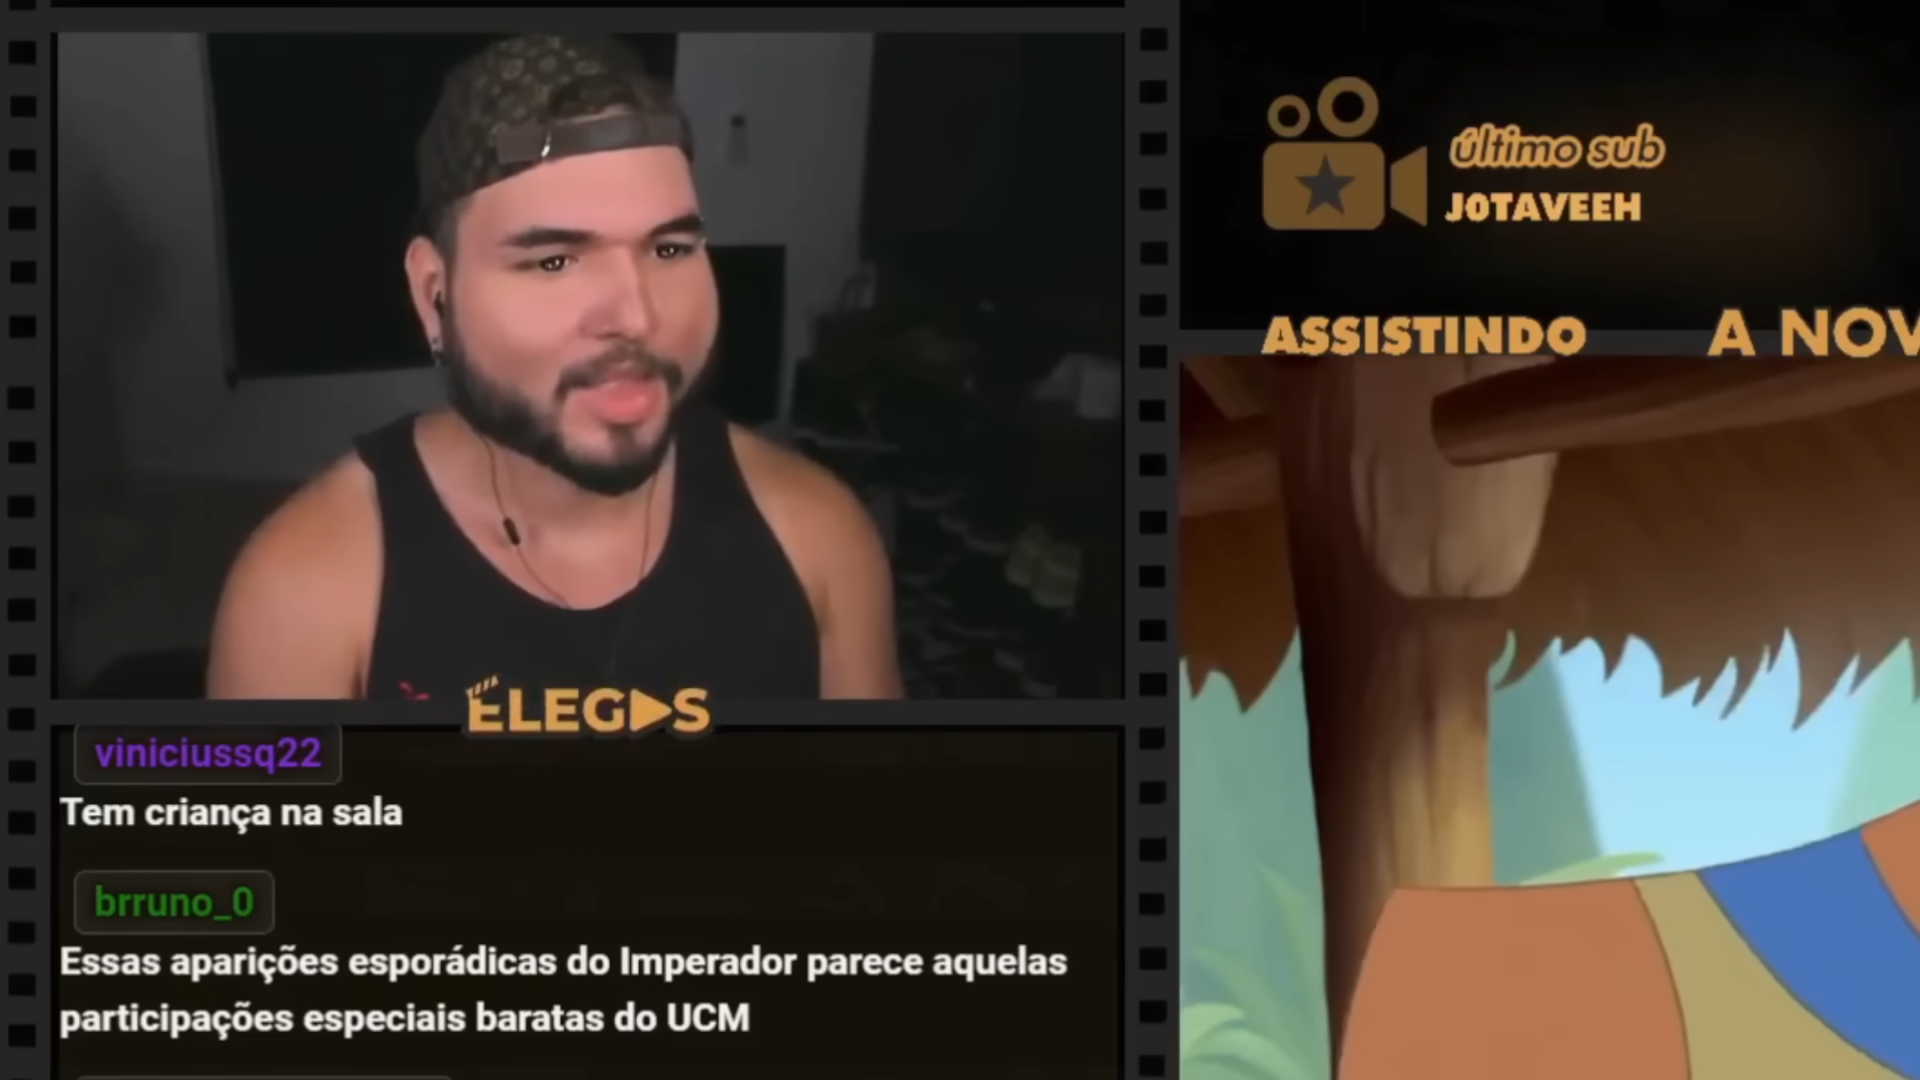 último sub
J0TAVEEH
ASSISTINDO
A NOV
ELEG▶S
viniciussq22
Tem criança na sala
brruno_0
Essas aparições esporádicas do Imperador parece aquelas
participações especiais baratas do UCM